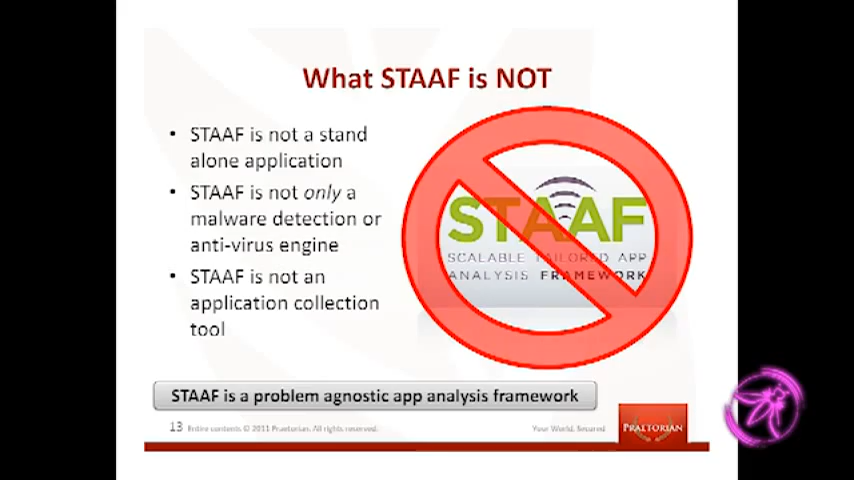 What STAAF is NOT
• STAAF is not a stand
alone application
• STAAF is not only a
malware detection or
anti-virus engine
• STAAF is not an
application collection
tool
STAAF
SCALABLE TAILORED APP
ANALYSIS FRAMEWORK
STAAF is a problem agnostic app analysis framework
13 Entire contents © 2011 Praetorian. All rights reserved.
Your World, Secured
PRAETORIAN